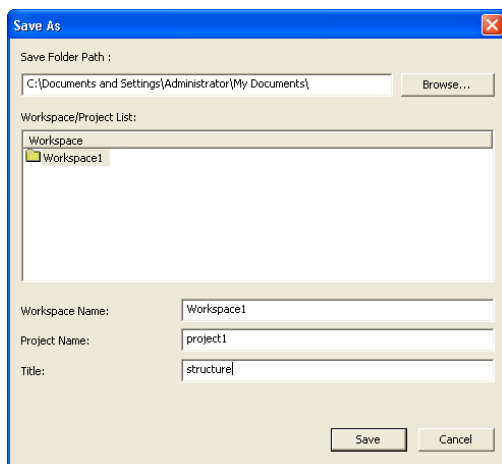 Save As
Save Folder Path :
C:\Documents and Settings\Administrator\My Documents\
Browse...
Workspace/Project List:
Workspace
Workspace1
Workspace Name:
Workspace1
Project Name:
project1
Title:
structure
Save
Cancel